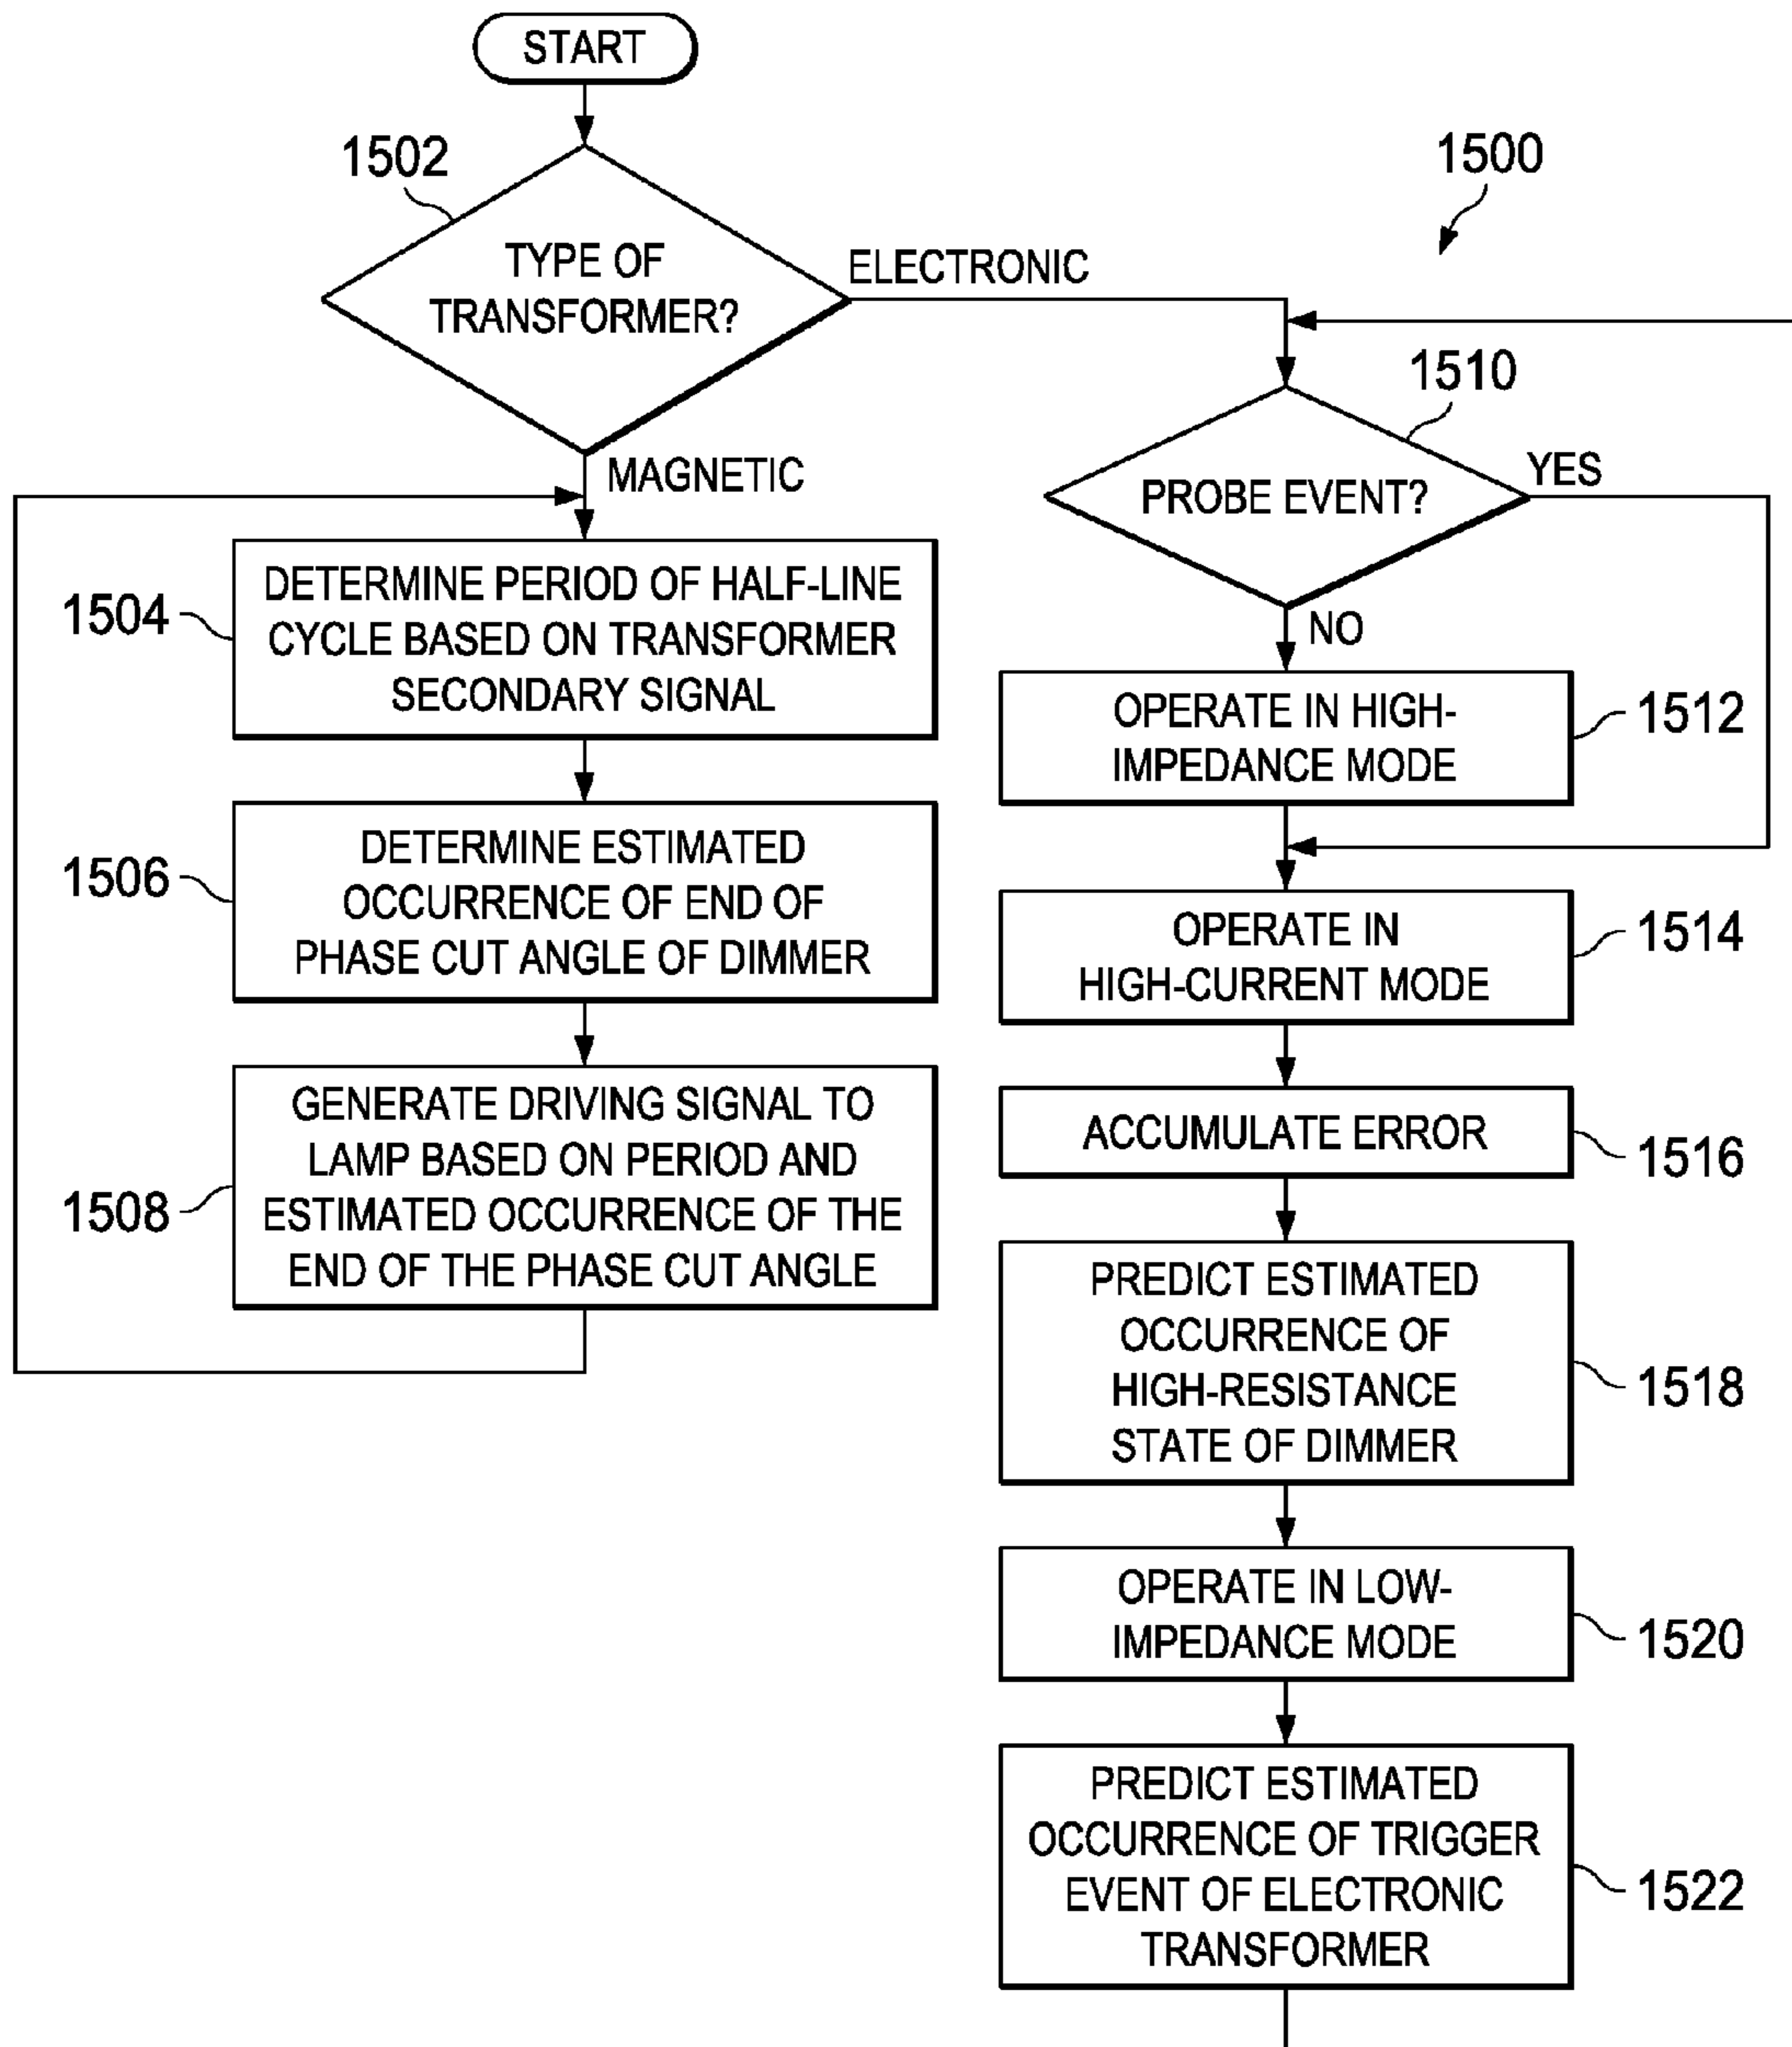 START
1502
1500
TYPE OF
TRANSFORMER?
ELECTRONIC
MAGNETIC
1504
DETERMINE PERIOD OF HALF-LINE
CYCLE BASED ON TRANSFORMER
SECONDARY SIGNAL
1506
DETERMINE ESTIMATED
OCCURRENCE OF END OF
PHASE CUT ANGLE OF DIMMER
1508
GENERATE DRIVING SIGNAL TO
LAMP BASED ON PERIOD AND
ESTIMATED OCCURRENCE OF THE
END OF THE PHASE CUT ANGLE
1510
PROBE EVENT?
YES
NO
OPERATE IN HIGH-
IMPEDANCE MODE
1512
OPERATE IN
HIGH-CURRENT MODE
1514
ACCUMULATE ERROR
1516
PREDICT ESTIMATED
OCCURRENCE OF
HIGH-RESISTANCE
STATE OF DIMMER
1518
OPERATE IN LOW-
IMPEDANCE MODE
1520
PREDICT ESTIMATED
OCCURRENCE OF TRIGGER
EVENT OF ELECTRONIC
TRANSFORMER
1522